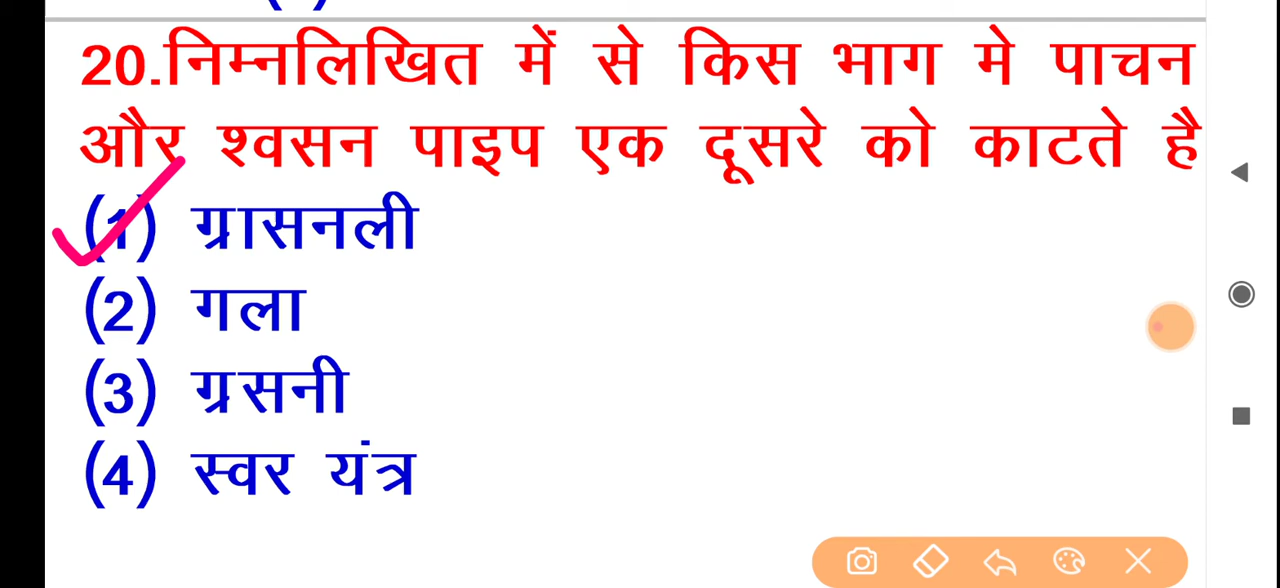 20.निम्नलिखित में से किस भाग मे पाचन
और श्वसन पाइप एक दूसरे को काटते है
(1) ग्रासनली
(2) गला
(3) ग्रसनी
(4) स्वर यंत्र